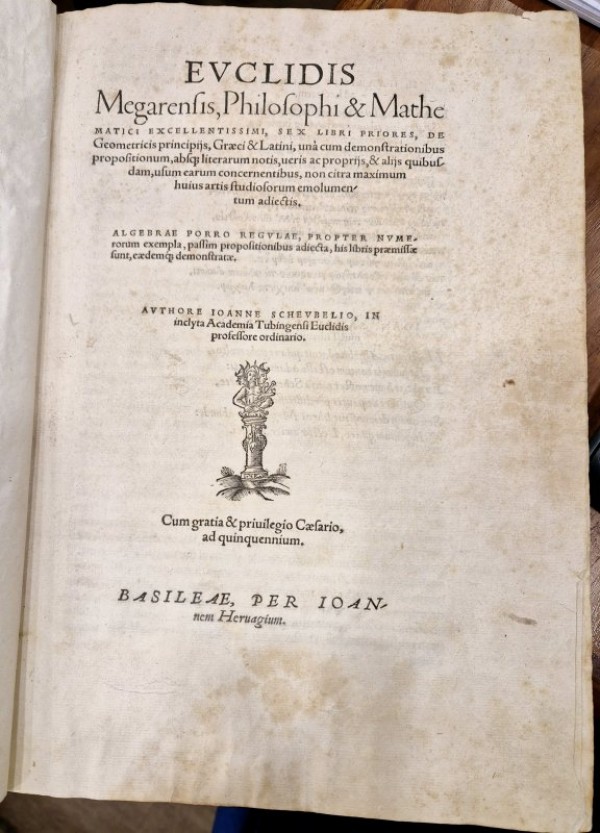 EVCLIDIS
Megarensis, Philosophi & Mathe
MATICI EXCELLENTISSIMI, SEX LIBRI PRIORES, DE
Geometricis principijs, Græci & Latini, unà cum demonstrationibus
propositionum, absq; literarum notis, ueris ac proprijs, & alijs quibus-
dam, usum earum concernentibus, non citra maximum
huius artis studiosorum emolumen-
tum adiectis.
ALGEBRAE PORRO REGVLAE, PROPTER NVME-
rorum exempla, passim propositionibus adiecta, his libris præmissæ
sunt, eædemq; demonstratæ.
AVTHORE IOANNE SCHEVBELIO, IN
inclyta Academia Tubingensi Euclidis
professore ordinario.
Cum gratia & priuilegio Cæsareo,
ad quinquennium.
BASILEAE, PER IOAN-
nem Heruagium.